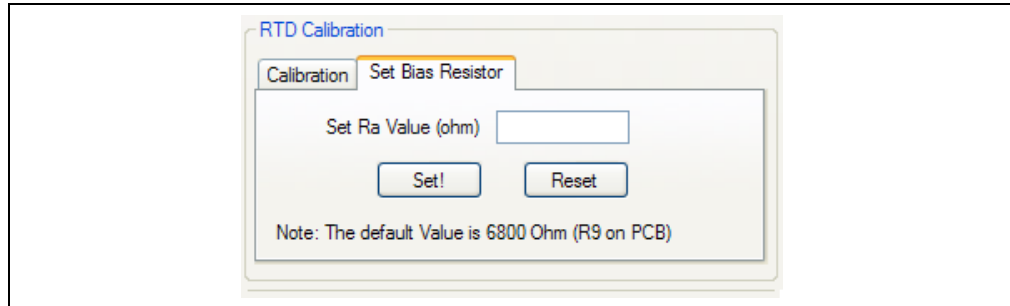 RTD Calibration
Calibration Set Bias Resistor
Set Ra Value (ohm)
Set! Reset
Note: The default Value is 6800 Ohm (R9 on PCB)